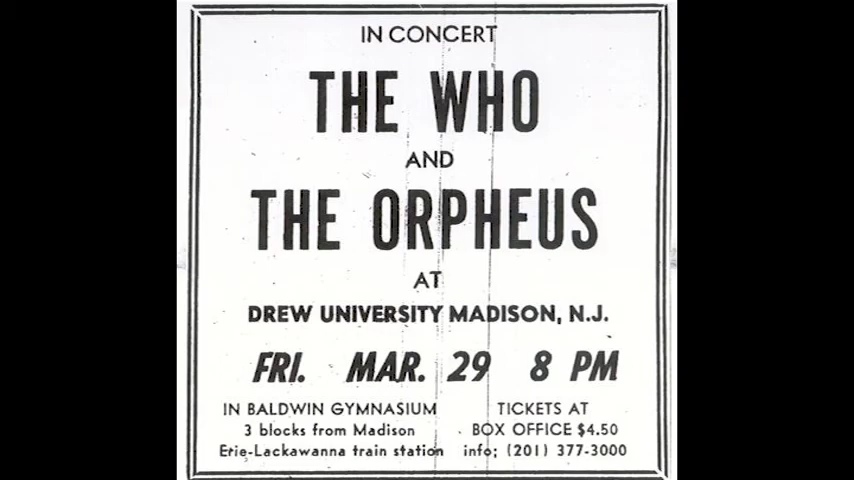 IN CONCERT
THE WHO
AND
THE ORPHEUS
AT
DREW UNIVERSITY MADISON, N.J.
FRI. MAR. 29 8 PM
IN BALDWIN GYMNASIUM
3 blocks from Madison
Erie-Lackawanna train station
TICKETS AT
BOX OFFICE $4.50
info; (201) 377-3000